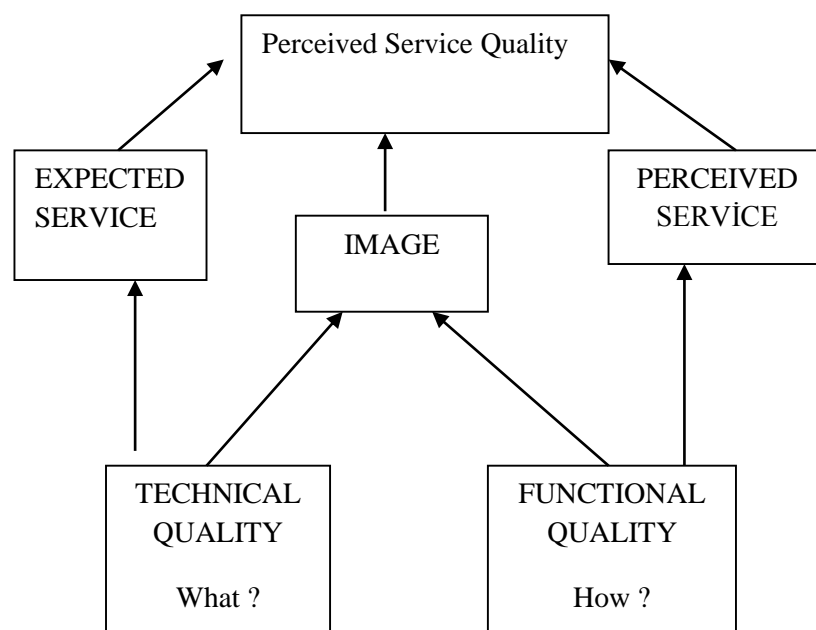 Perceived Service Quality
EXPECTED
SERVICE
PERCEIVED
SERVİCE
IMAGE
TECHNICAL
QUALITY
What ?
FUNCTIONAL
QUALITY
How ?